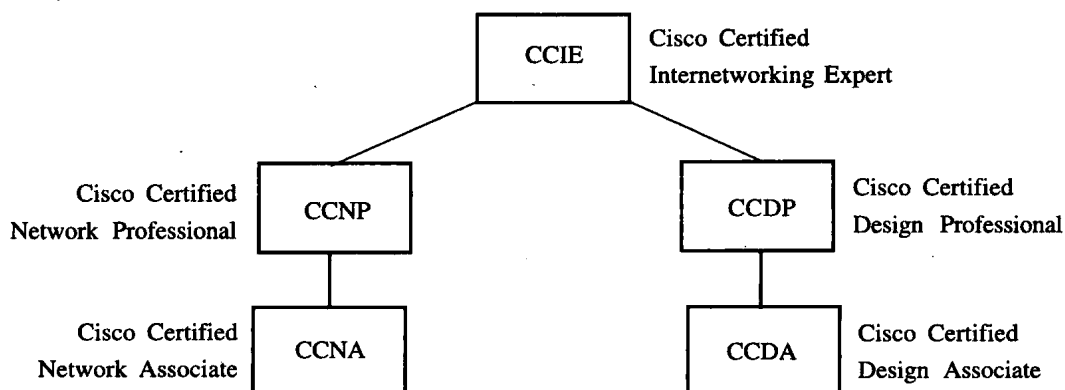 CCIE
Cisco Certified
Internetworking Expert
Cisco Certified
Network Professional
CCNP
CCDP
Cisco Certified
Design Professional
Cisco Certified
Network Associate
CCNA
CCDA
Cisco Certified
Design Associate